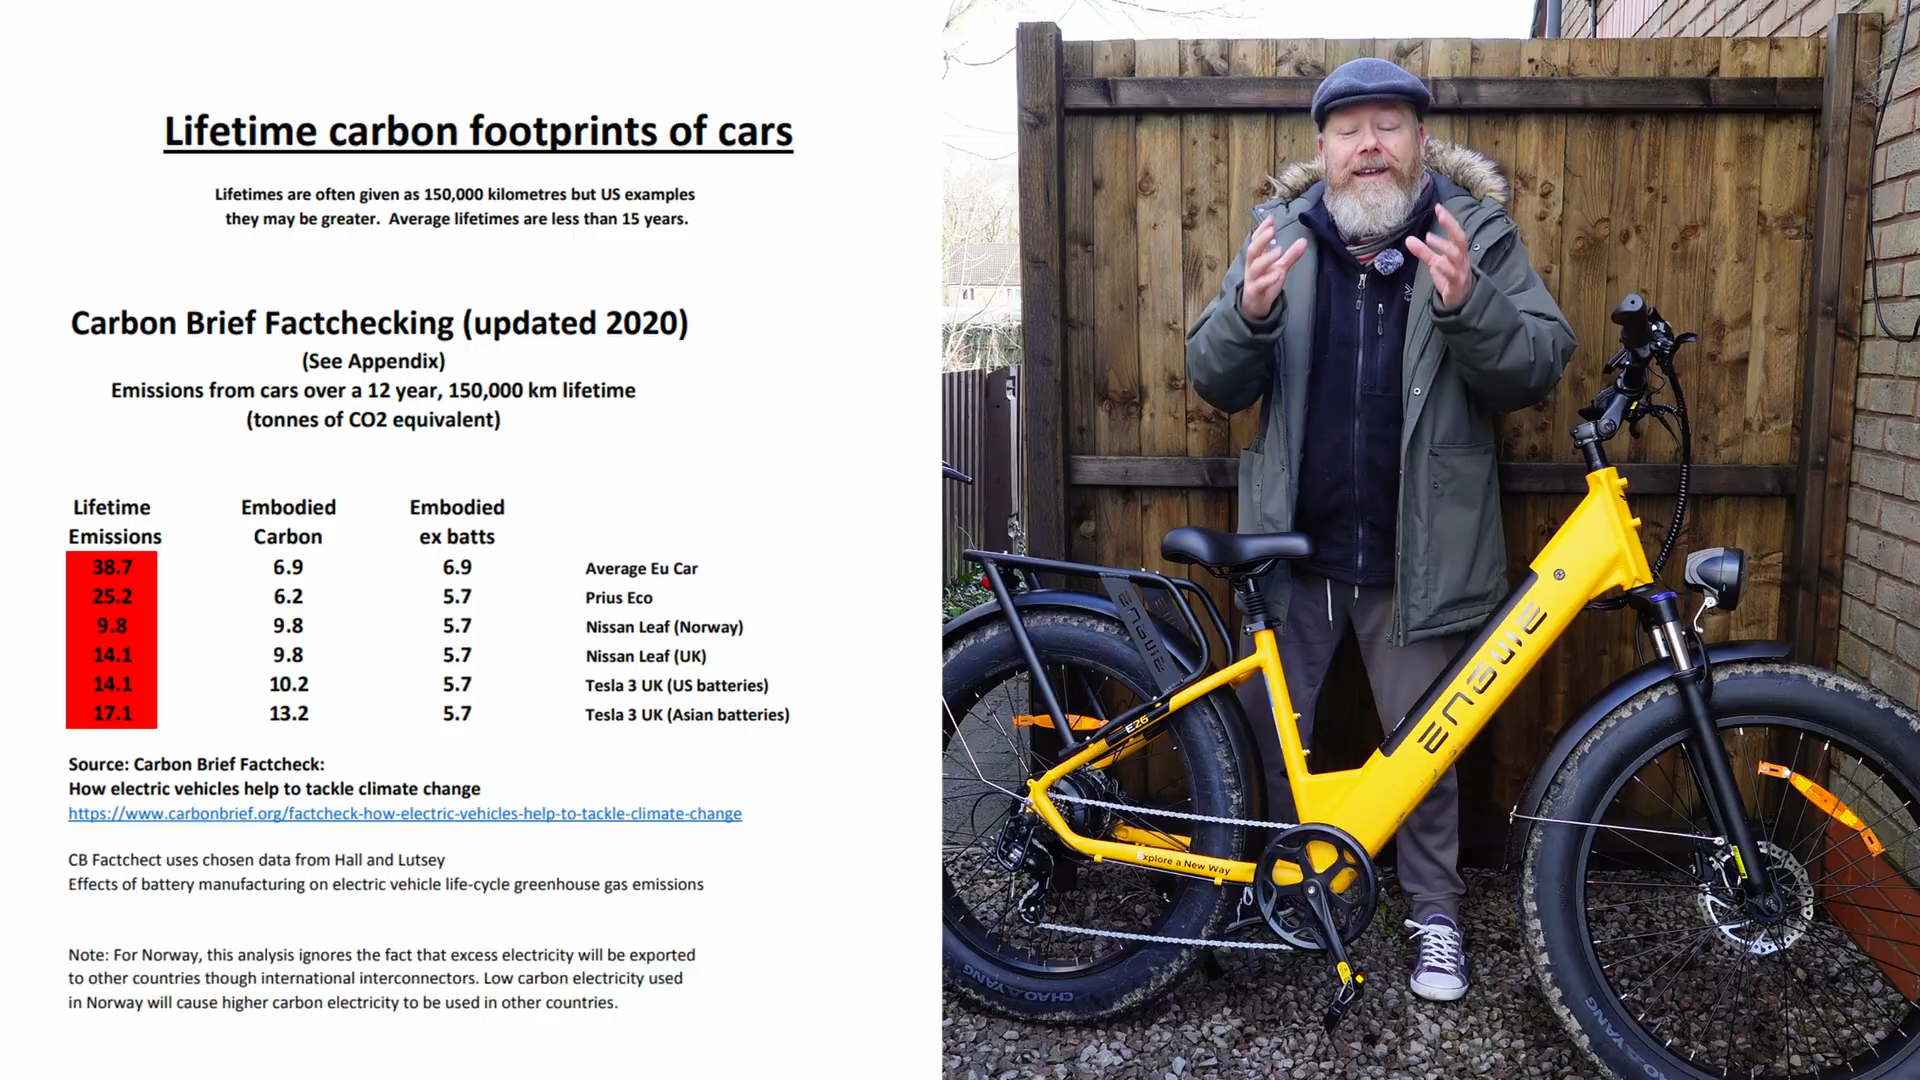 Lifetime carbon footprints of cars
Lifetimes are often given as 150,000 kilometres but US examples
they may be greater. Average lifetimes are less than 15 years.
Carbon Brief Factchecking (updated 2020)
(See Appendix)
Emissions from cars over a 12 year, 150,000 km lifetime
(tonnes of CO2 equivalent)
Lifetime Embodied Embodied
Emissions Carbon ex batts
38.7 6.9 6.9 Average Eu Car
25.2 6.2 5.7 Prius Eco
9.8 9.8 5.7 Nissan Leaf (Norway)
14.1 9.8 5.7 Nissan Leaf (UK)
14.1 10.2 5.7 Tesla 3 UK (US batteries)
17.1 13.2 5.7 Tesla 3 UK (Asian batteries)
Source: Carbon Brief Factcheck:
How electric vehicles help to tackle climate change
https://www.carbonbrief.org/factcheck-how-electric-vehicles-help-to-tackle-climate-change
CB Factchect uses chosen data from Hall and Lutsey
Effects of battery manufacturing on electric vehicle life-cycle greenhouse gas emissions
Note: For Norway, this analysis ignores the fact that excess electricity will be exported
to other countries though international interconnectors. Low carbon electricity used
in Norway will cause higher carbon electricity to be used in other countries.
ENGWE
ENGWE
E26
Explore a New Way
CHAOYANG
CHAOYANG